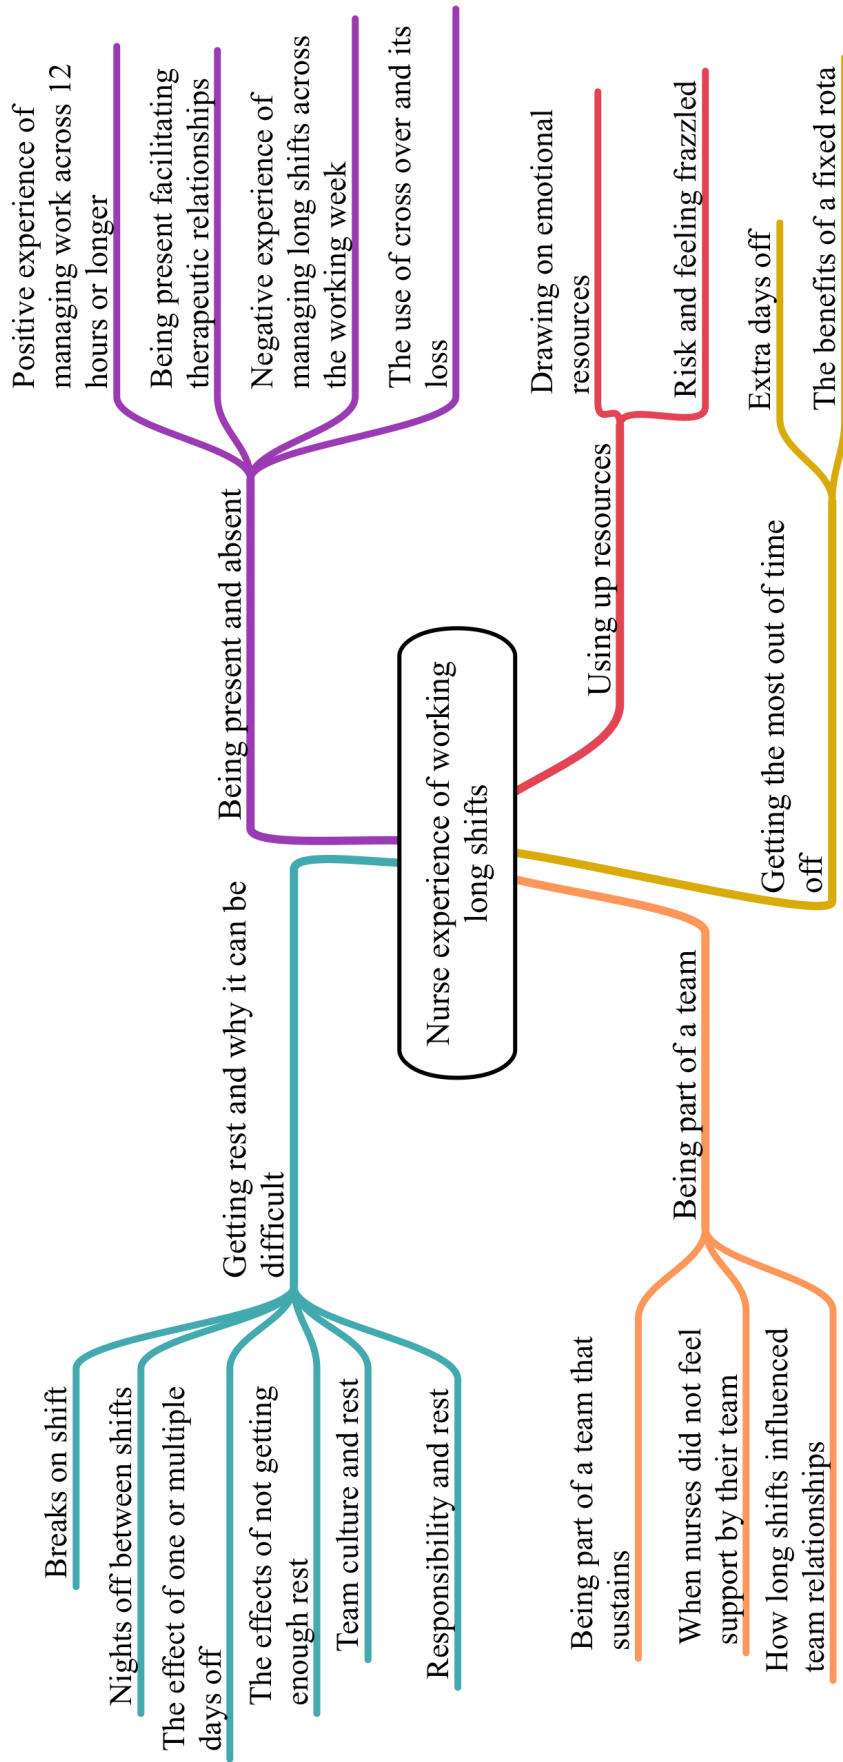 Nurse experience of working
long shifts
Getting rest and why it can be
difficult
Breaks on shift
Nights off between shifts
The effect of one or multiple
days off
The effects of not getting
enough rest
Team culture and rest
Responsibility and rest
Being present and absent
Positive experience of
managing work across 12
hours or longer
Being present facilitating
therapeutic relationships
Negative experience of
managing long shifts across
the working week
The use of cross over and its
loss
Being part of a team
Being part of a team that
sustains
When nurses did not feel
support by their team
How long shifts influenced
team relationships
Using up resources
Drawing on emotional
resources
Risk and feeling frazzled
Getting the most out of time
off
Extra days off
The benefits of a fixed rota